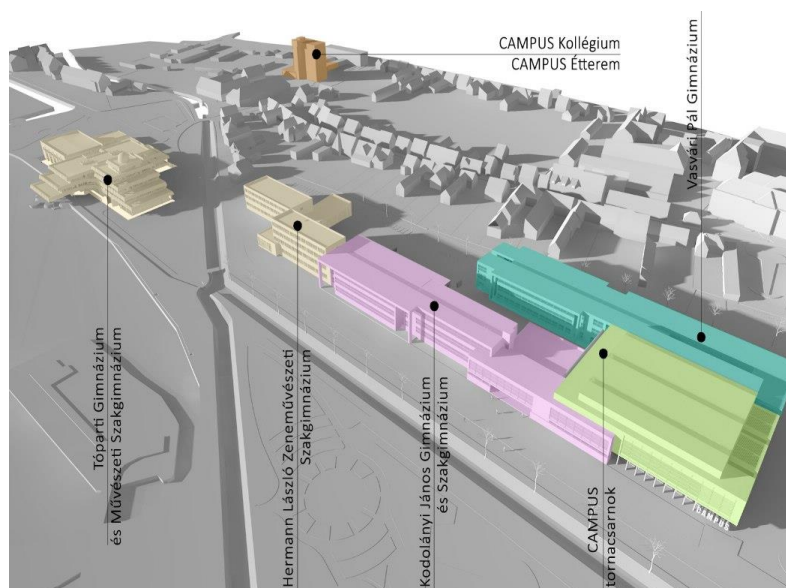 CAMPUS Kollégium
CAMPUS Étterem
Vasvári Pál Gimnázium
Tóparti Gimnázium
és Művészeti Szakgimnázium
Hermann László Zeneművészeti
Szakgimnázium
Kodolányi János Gimnázium
és Szakgimnázium
CAMPUS
tornacsarnok
CAMPUS